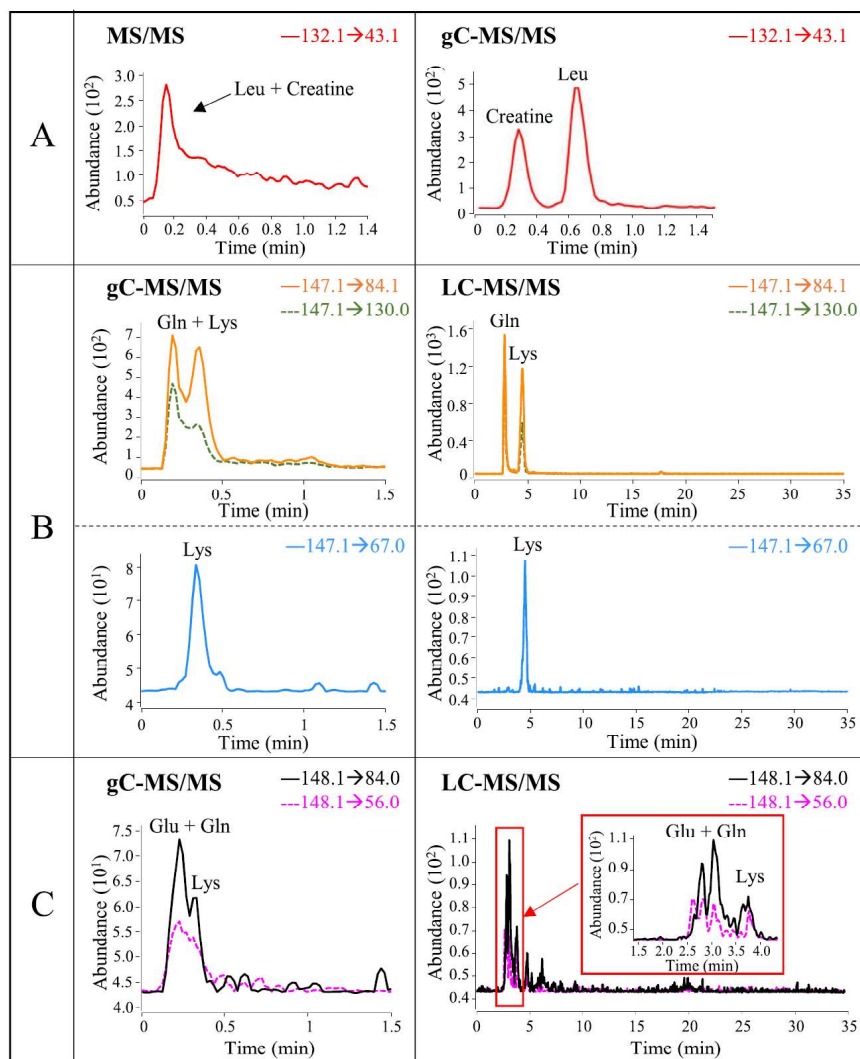 A
MS/MS
—132.1→43.1
Abundance (10²)
3.0
2.5
2.0
1.5
1.0
0.5
Leu + Creatine
0 0.2 0.4 0.6 0.8 1.0 1.2 1.4
Time (min)
gC-MS/MS
—132.1→43.1
Abundance (10²)
5
4
3
2
1
0
Creatine
Leu
0 0.2 0.4 0.6 0.8 1.0 1.2 1.4
Time (min)
B
gC-MS/MS
—147.1→84.1
---147.1→130.0
Abundance (10²)
7
6
5
4
3
2
1
0
Gln + Lys
0 0.5 1 1.5
Time (min)
LC-MS/MS
—147.1→84.1
---147.1→130.0
Abundance (10³)
1.6
1.2
0.8
0.4
0
Gln
Lys
0 5 10 15 20 25 30 35
Time (min)
—147.1→67.0
Abundance (10¹)
8
7
6
5
4
Lys
0 0.5 1 1.5
Time (min)
—147.1→67.0
Abundance (10²)
1.1
1.0
0.9
0.8
0.7
0.6
0.5
0.4
Lys
0 5 10 15 20 25 30 35
Time (min)
C
gC-MS/MS
—148.1→84.0
---148.1→56.0
Abundance (10¹)
7.5
7.0
6.5
6.0
5.5
5.0
4.5
4.0
Glu + Gln
Lys
0 0.5 1 1.5
Time (min)
LC-MS/MS
—148.1→84.0
---148.1→56.0
Abundance (10²)
1.1
1.0
0.9
0.8
0.7
0.6
0.5
0.4
0 5 10 15 20 25 30 35
Time (min)
Glu + Gln
Lys
Abundance (10²)
1.1
0.9
0.7
0.5
1.5 2.0 2.5 3.0 3.5 4.0
Time (min)